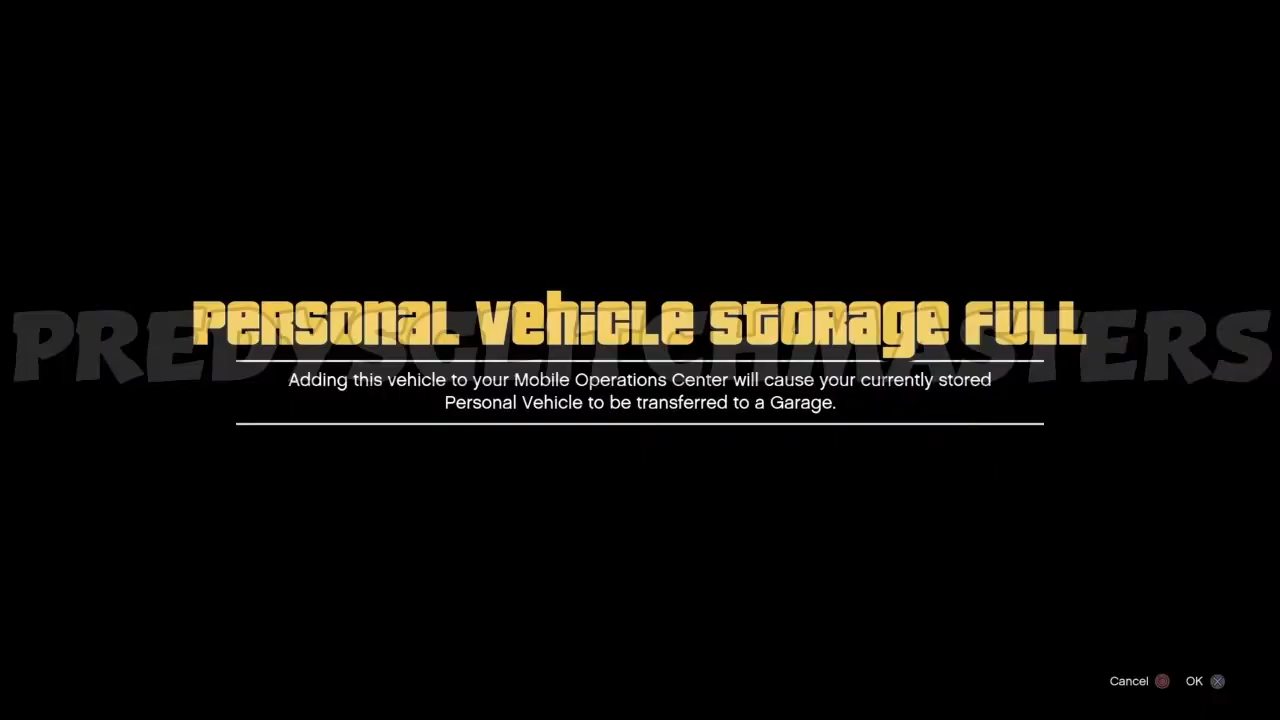 PERSONAL VEHICLE STORAGE FULL
PREDYSGLITCHMASTERS
Adding this vehicle to your Mobile Operations Center will cause your currently stored
Personal Vehicle to be transferred to a Garage.
Cancel OK